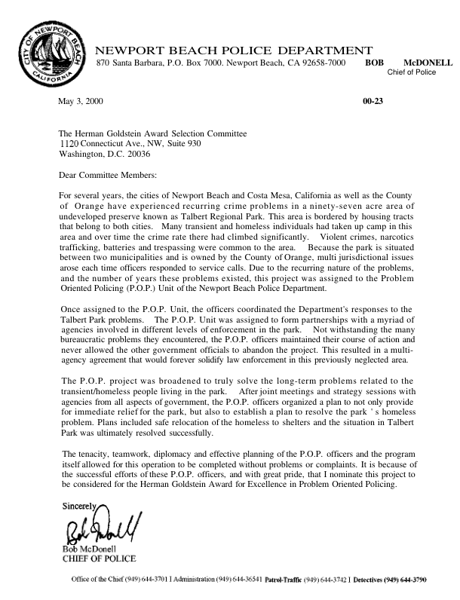 CITY OF NEWPORT BEACH
CALIFORNIA
NEWPORT BEACH POLICE DEPARTMENT
870 Santa Barbara, P.O. Box 7000. Newport Beach, CA 92658-7000 BOB McDONELL
Chief of Police
May 3, 2000 00-23
The Herman Goldstein Award Selection Committee
1120 Connecticut Ave., NW, Suite 930
Washington, D.C. 20036
Dear Committee Members:
For several years, the cities of Newport Beach and Costa Mesa, California as well as the County
of Orange have experienced recurring crime problems in a ninety-seven acre area of
undeveloped preserve known as Talbert Regional Park. This area is bordered by housing tracts
that belong to both cities. Many transient and homeless individuals had taken up camp in this
area and over time the crime rate there had climbed significantly. Violent crimes, narcotics
trafficking, batteries and trespassing were common to the area. Because the park is situated
between two municipalities and is owned by the County of Orange, multi jurisdictional issues
arose each time officers responded to service calls. Due to the recurring nature of the problems,
and the number of years these problems existed, this project was assigned to the Problem
Oriented Policing (P.O.P.) Unit of the Newport Beach Police Department.
Once assigned to the P.O.P. Unit, the officers coordinated the Department's responses to the
Talbert Park problems. The P.O.P. Unit was assigned to form partnerships with a myriad of
agencies involved in different levels of enforcement in the park. Not withstanding the many
bureaucratic problems they encountered, the P.O.P. officers maintained their course of action and
never allowed the other government officials to abandon the project. This resulted in a multi-
agency agreement that would forever solidify law enforcement in this previously neglected area.
The P.O.P. project was broadened to truly solve the long-term problems related to the
transient/homeless people living in the park. After joint meetings and strategy sessions with
agencies from all aspects of government, the P.O.P. officers organized a plan to not only provide
for immediate relief for the park, but also to establish a plan to resolve the park ' s homeless
problem. Plans included safe relocation of the homeless to shelters and the situation in Talbert
Park was ultimately resolved successfully.
The tenacity, teamwork, diplomacy and effective planning of the P.O.P. officers and the program
itself allowed for this operation to be completed without problems or complaints. It is because of
the successful efforts of these P.O.P. officers, and with great pride, that I nominate this project to
be considered for the Herman Goldstein Award for Excellence in Problem Oriented Policing.
Sincerely
Bob McDonell
Bob McDonell
CHIEF OF POLICE
Office of the Chief (949) 644-3701 I Administration (949) 644-36541 Patrol-Traffic (949) 644-3742 I Detectives (949) 644-3790